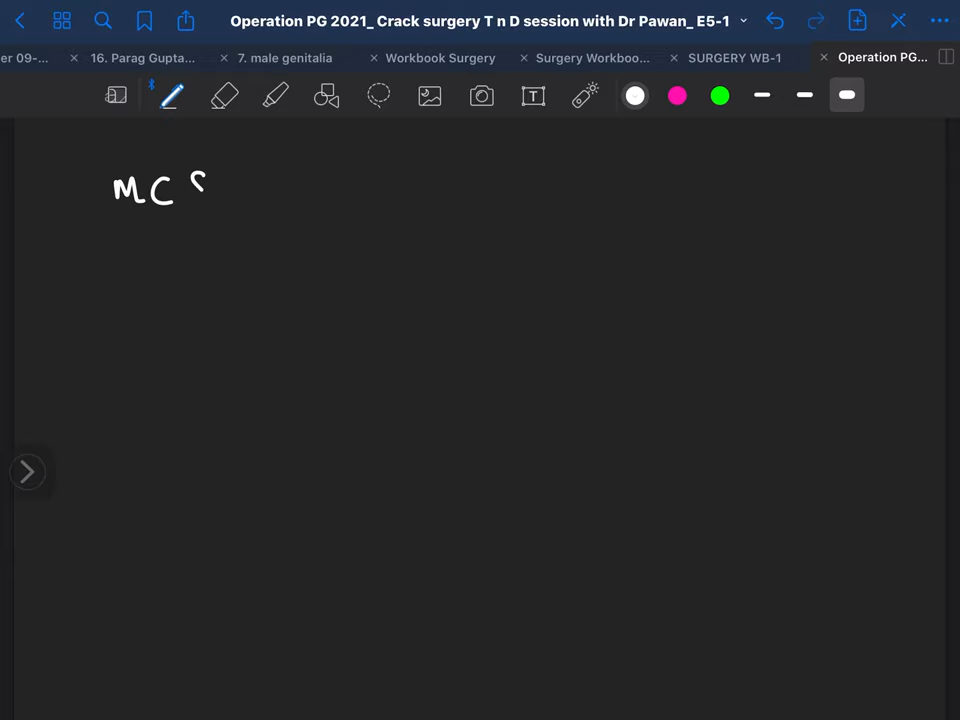 Operation PG 2021_ Crack surgery T n D session with Dr Pawan_ E5-1
er 09-... 16. Parag Gupta... 7. male genitalia Workbook Surgery Surgery Workboo... SURGERY WB-1 Operation PG...
T
MC